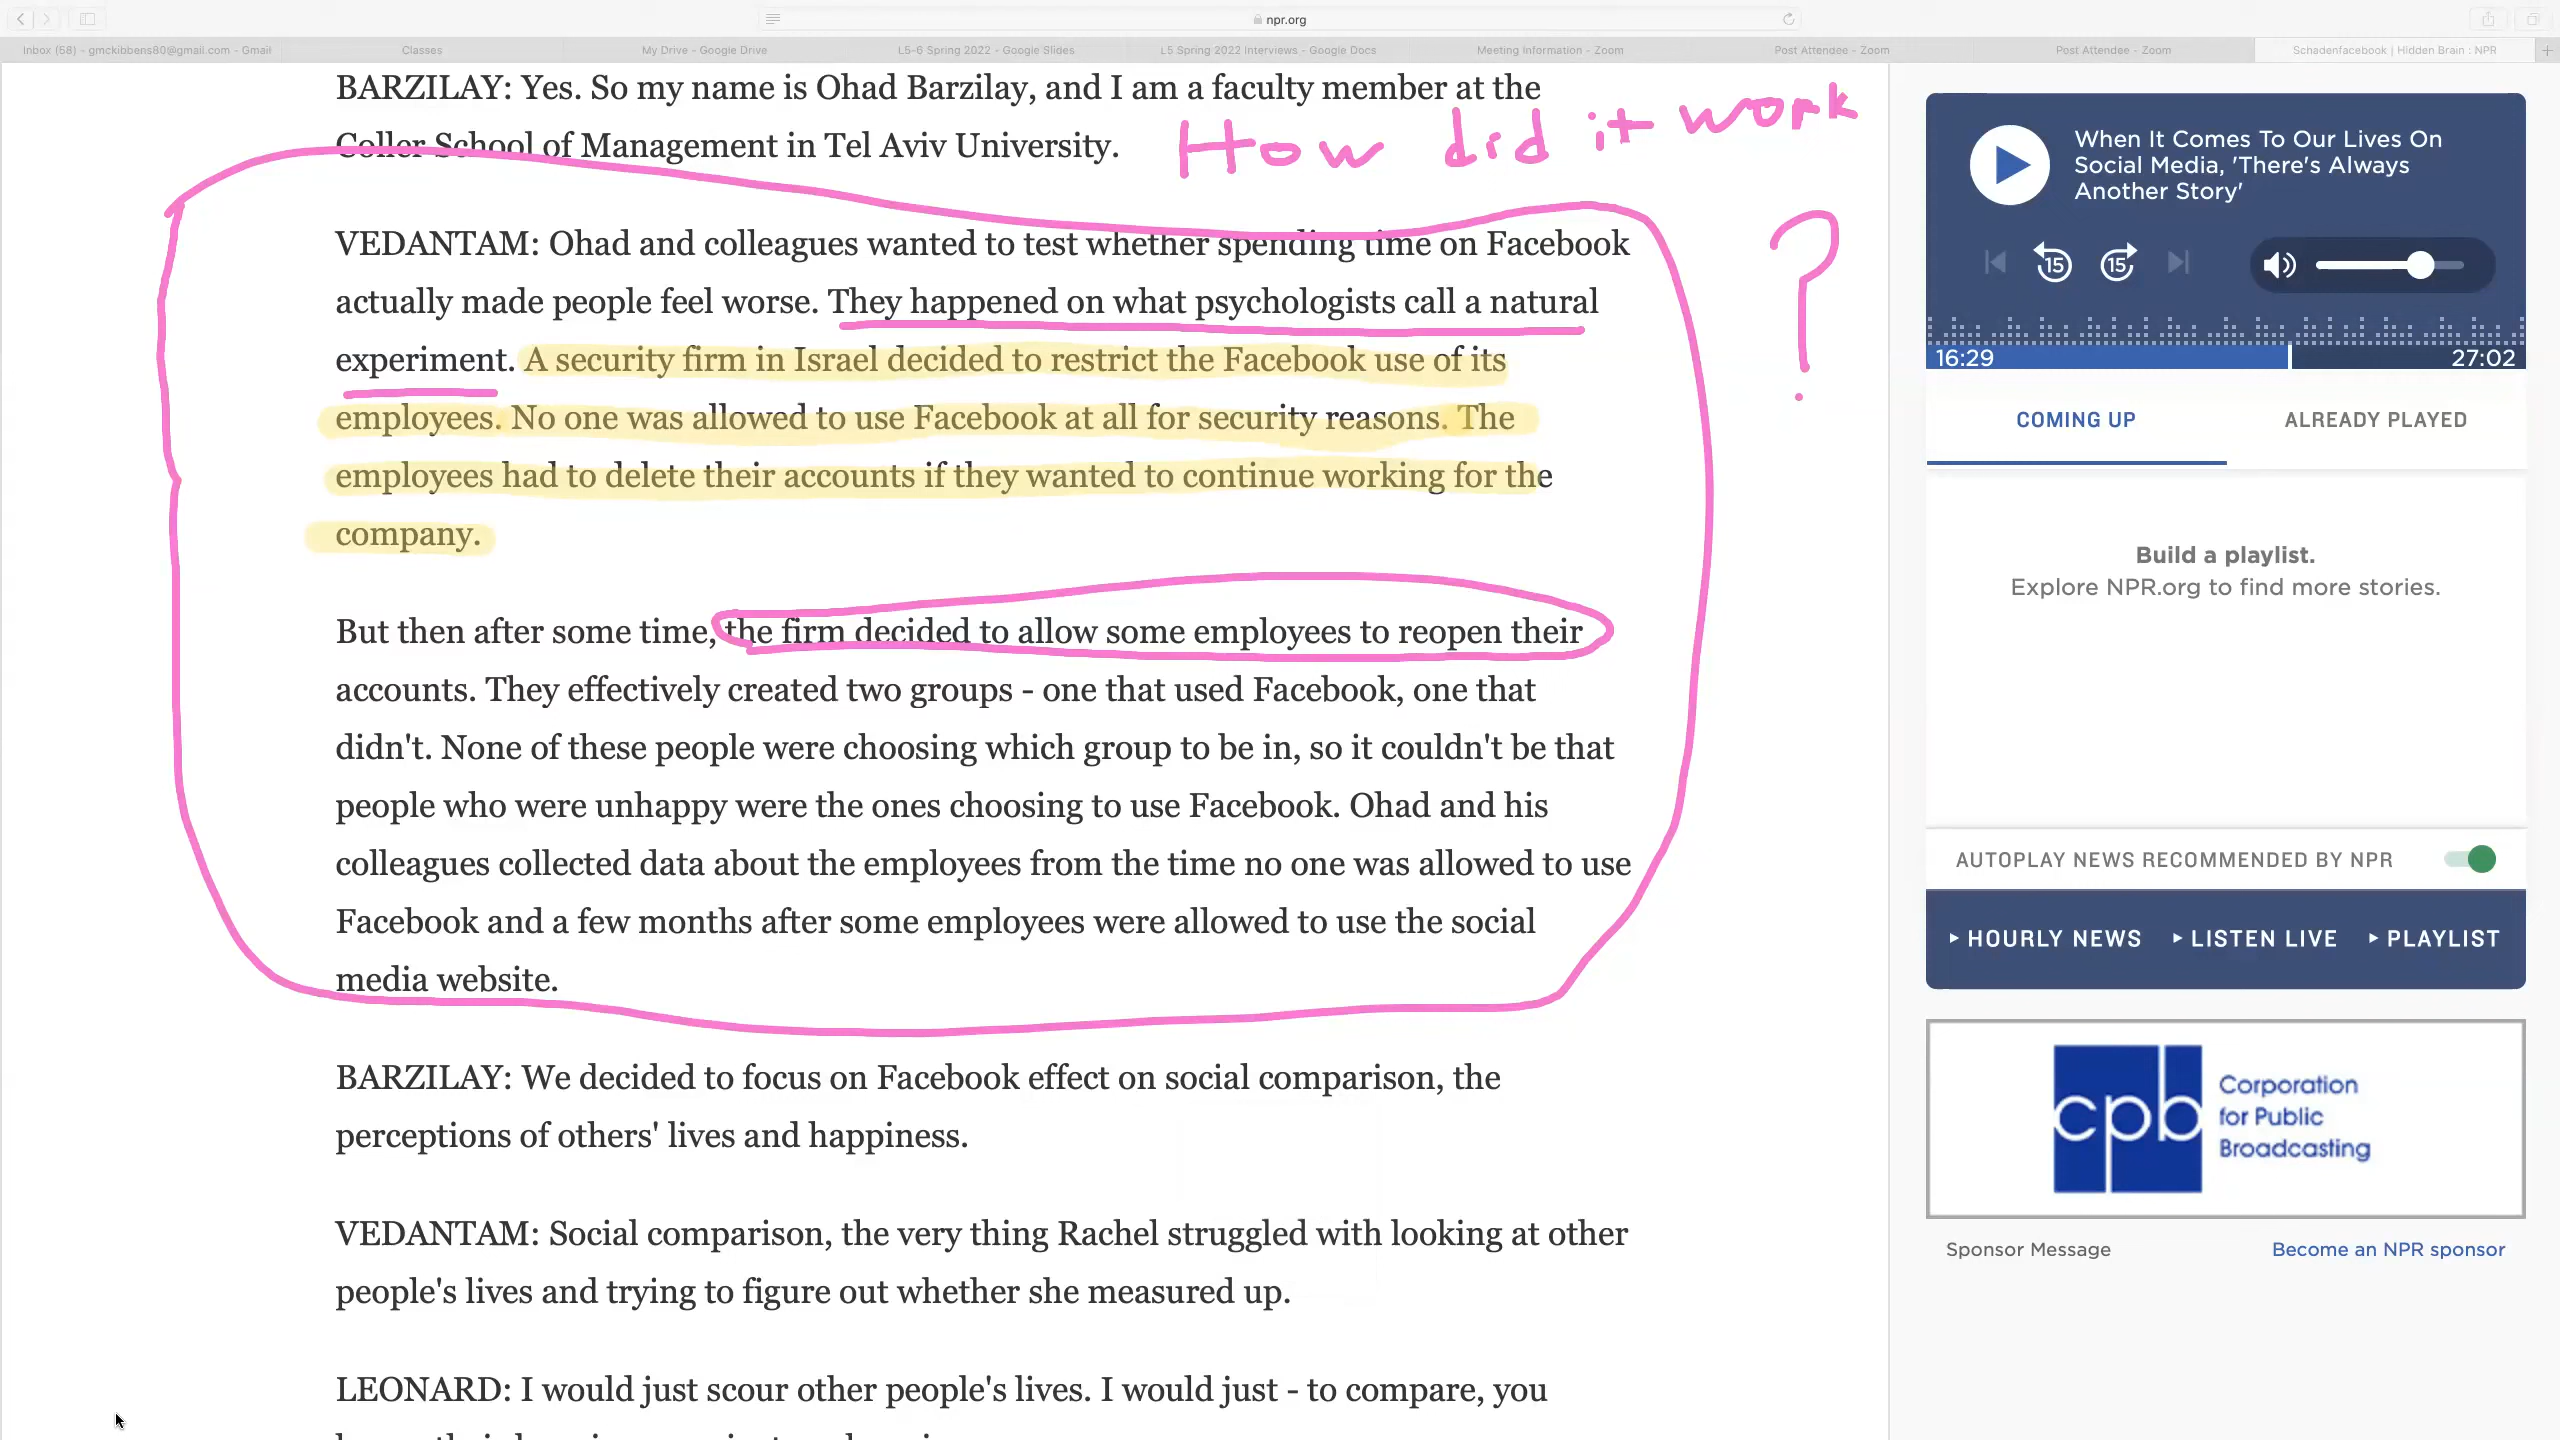 npr.org
Inbox (58) - gmckibbens80@gmail.com - Gmail
Classes
My Drive - Google Drive
L5-6 Spring 2022 - Google Slides
L5 Spring 2022 Interviews - Google Docs
Meeting Information - Zoom
Post Attendee - Zoom
Post Attendee - Zoom
Schadenfacebook | Hidden Brain : NPR
BARZILAY: Yes. So my name is Ohad Barzilay, and I am a faculty member at the
Coller School of Management in Tel Aviv University.
How did it work
?
VEDANTAM: Ohad and colleagues wanted to test whether spending time on Facebook
actually made people feel worse. They happened on what psychologists call a natural
experiment. A security firm in Israel decided to restrict the Facebook use of its
employees. No one was allowed to use Facebook at all for security reasons. The
employees had to delete their accounts if they wanted to continue working for the
company.
But then after some time, the firm decided to allow some employees to reopen their
accounts. They effectively created two groups - one that used Facebook, one that
didn't. None of these people were choosing which group to be in, so it couldn't be that
people who were unhappy were the ones choosing to use Facebook. Ohad and his
colleagues collected data about the employees from the time no one was allowed to use
Facebook and a few months after some employees were allowed to use the social
media website.
BARZILAY: We decided to focus on Facebook effect on social comparison, the
perceptions of others' lives and happiness.
VEDANTAM: Social comparison, the very thing Rachel struggled with looking at other
people's lives and trying to figure out whether she measured up.
LEONARD: I would just scour other people's lives. I would just - to compare, you
When It Comes To Our Lives On
Social Media, 'There's Always
Another Story'
15
15
16:29
27:02
COMING UP
ALREADY PLAYED
Build a playlist.
Explore NPR.org to find more stories.
AUTOPLAY NEWS RECOMMENDED BY NPR
HOURLY NEWS
LISTEN LIVE
PLAYLIST
cpb
Corporation
for Public
Broadcasting
Sponsor Message
Become an NPR sponsor